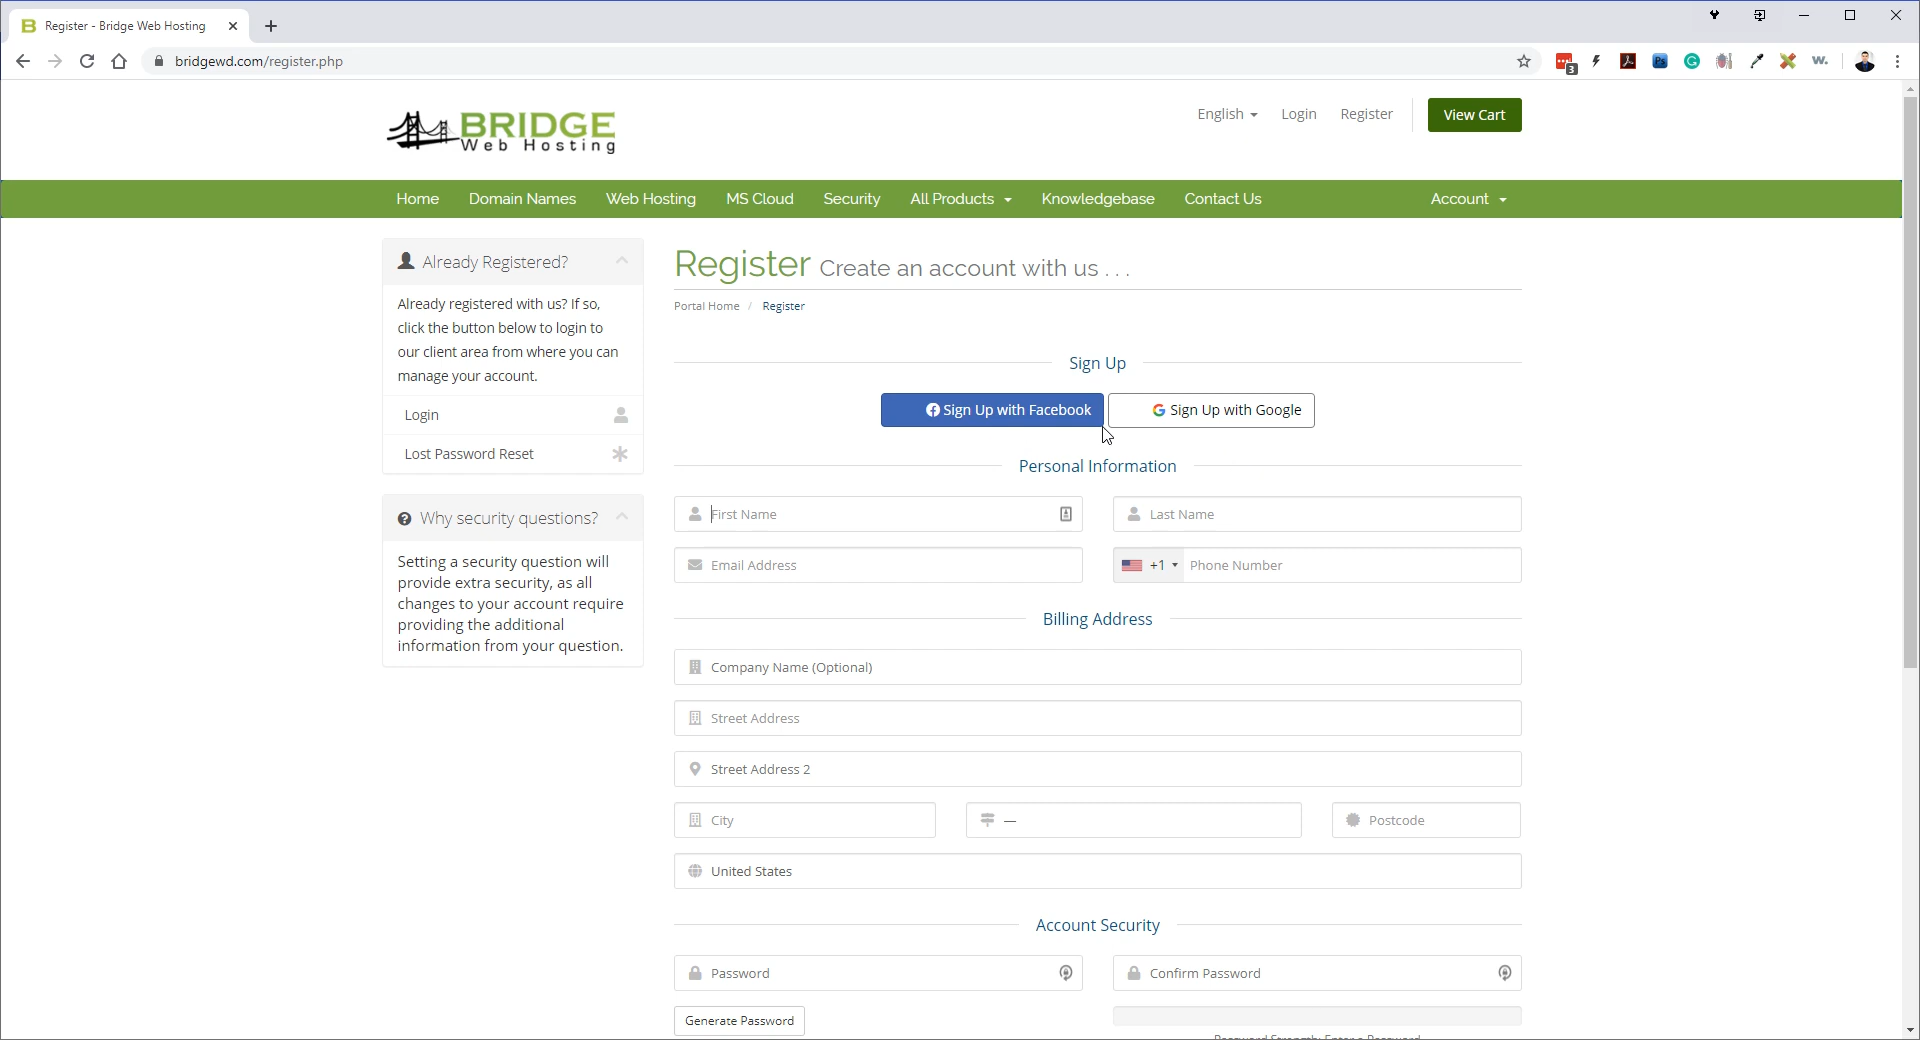 Register - Bridge Web Hosting
bridgewd.com/register.php
3
Ps
G
w.
BRIDGE
Web Hosting
English
Login
Register
View Cart
Home
Domain Names
Web Hosting
MS Cloud
Security
All Products
Knowledgebase
Contact Us
Account
Already Registered?
Already registered with us? If so,
click the button below to login to
our client area from where you can
manage your account.
Login
Lost Password Reset
Why security questions?
Setting a security question will
provide extra security, as all
changes to your account require
providing the additional
information from your question.
Register Create an account with us . . .
Portal Home / Register
Sign Up
Sign Up with Facebook
Sign Up with Google
Personal Information
First Name
Last Name
Email Address
+1
Phone Number
Billing Address
Company Name (Optional)
Street Address
Street Address 2
City
—
Postcode
United States
Account Security
Password
Confirm Password
Generate Password
Password Strength: Enter a Password